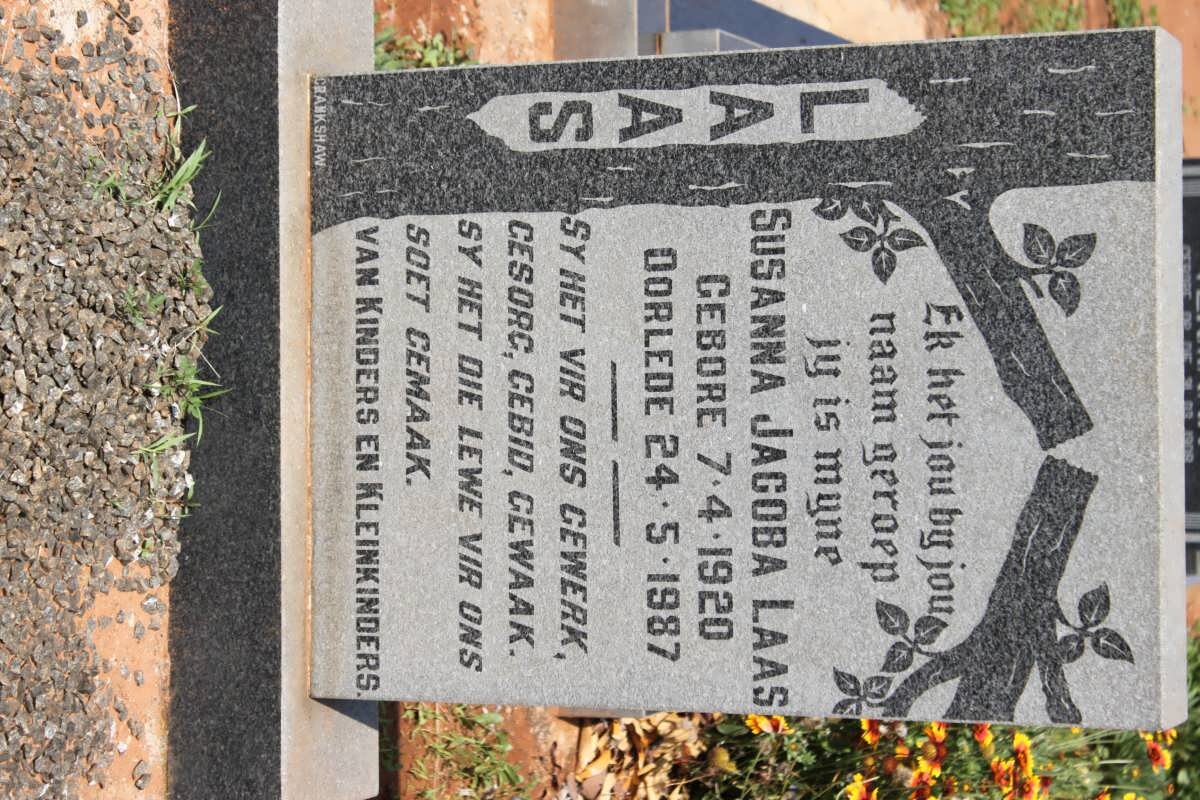 LAAS
Ek het jou by jou
naam geroep
jy is myne
SUSANNA JACOBA LAAS
GEBORE 7·4·1920
OORLEDE 24·5·1987
SY HET VIR ONS GEWERK,
GESORG, GEBID, GEWAAK.
SY HET DIE LEWE VIR ONS
SOET GEMAAK.
VAN KINDERS EN KLEINKINDERS.